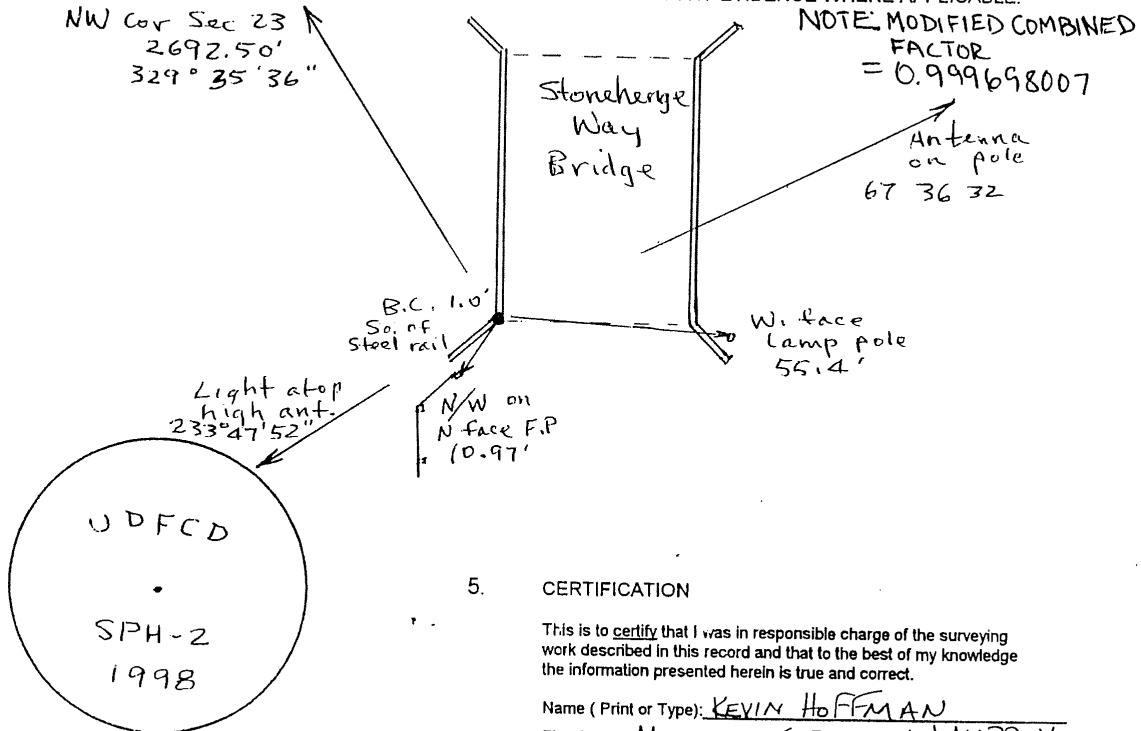 WHERE APPLICABLE.
NW Cor Sec 23
2692.50'
329° 35' 36"
NOTE: MODIFIED COMBINED
FACTOR
= 0.999698007
Stonehenge
Way
Bridge
Antenna
on pole
67 36 32
B.C. 1.0'
So. of
Steel rail
W. face
Lamp pole
55.4'
Light atop
high ant.
233°47'52"
N/W on
N face F.P
10.97'
UDFCD
SPH-2
1998
5. CERTIFICATION
This is to certify that I was in responsible charge of the surveying
work described in this record and that to the best of my knowledge
the information presented herein is true and correct.
Name ( Print or Type): KEVIN HOFFMAN